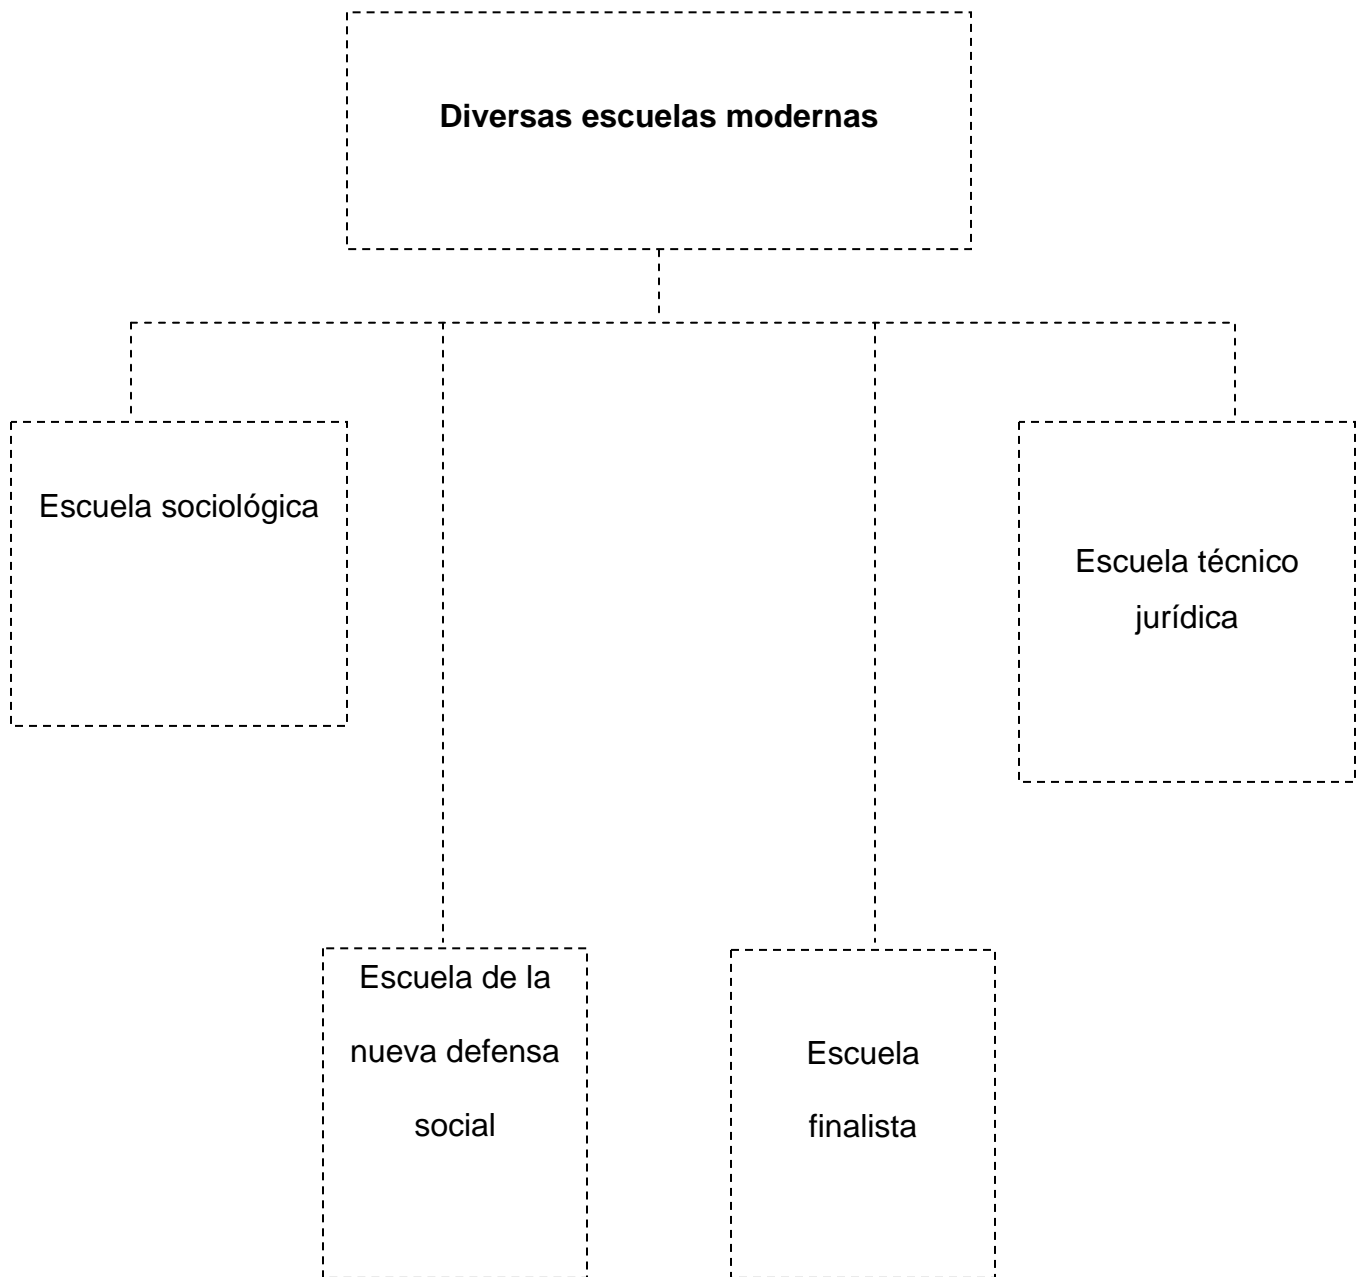 Diversas escuelas modernas
Escuela sociológica
Escuela técnico
jurídica
Escuela de la
nueva defensa
social
Escuela
finalista